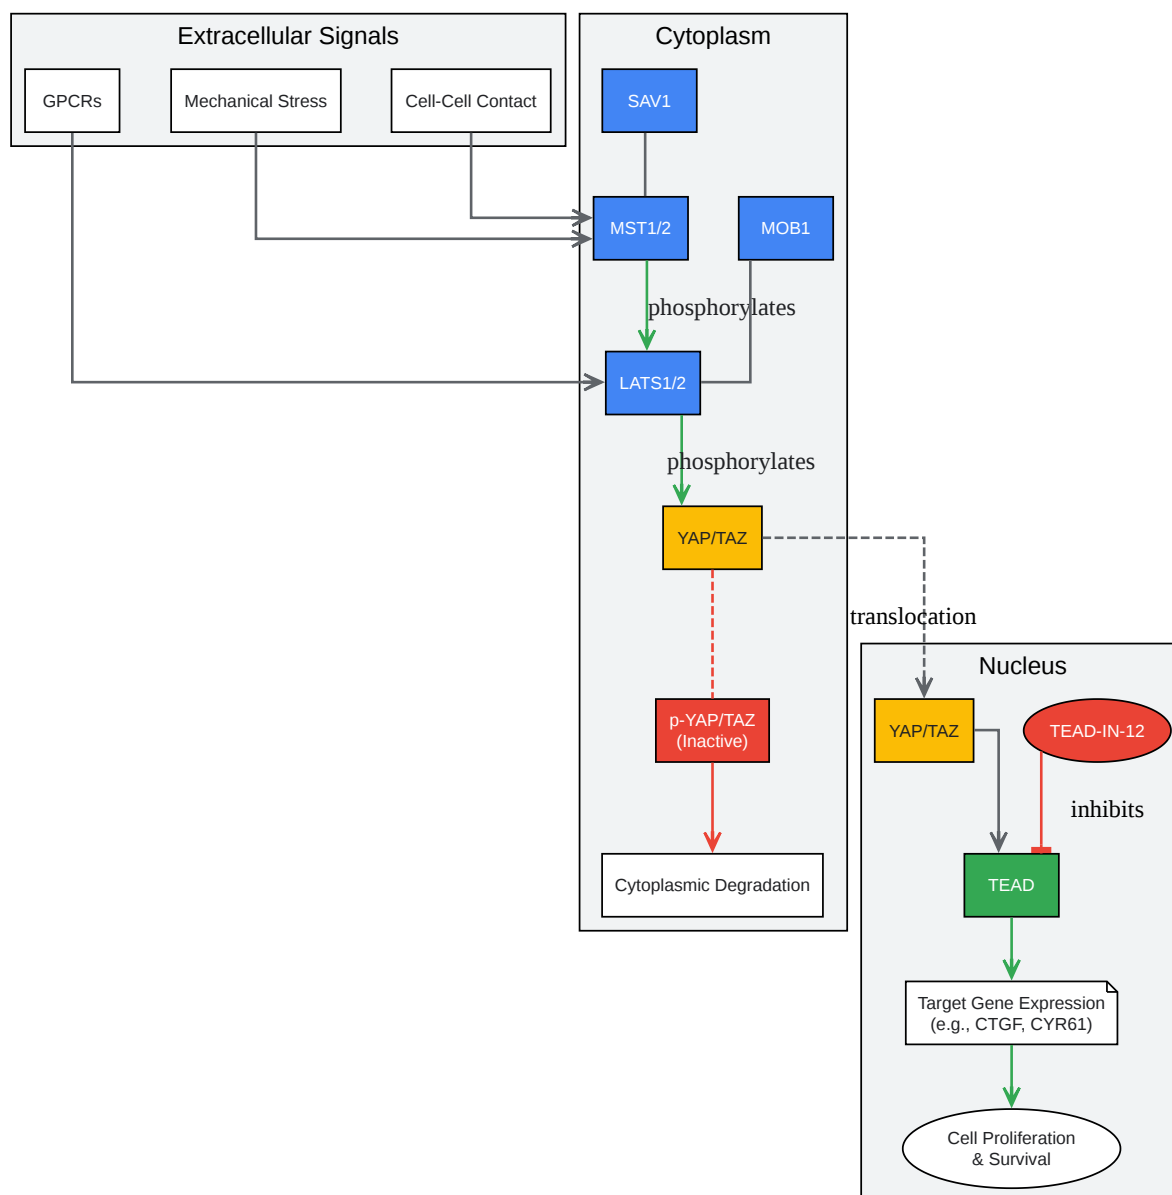 Extracellular Signals
Cytoplasm
GPCRs
Mechanical Stress
Cell-Cell Contact
SAV1
MST1/2
MOB1
phosphorylates
LATS1/2
phosphorylates
YAP/TAZ
translocation
Nucleus
p-YAP/TAZ
(Inactive)
YAP/TAZ
TEAD-IN-12
inhibits
Cytoplasmic Degradation
TEAD
Target Gene Expression
(e.g., CTGF, CYR61)
Cell Proliferation
& Survival